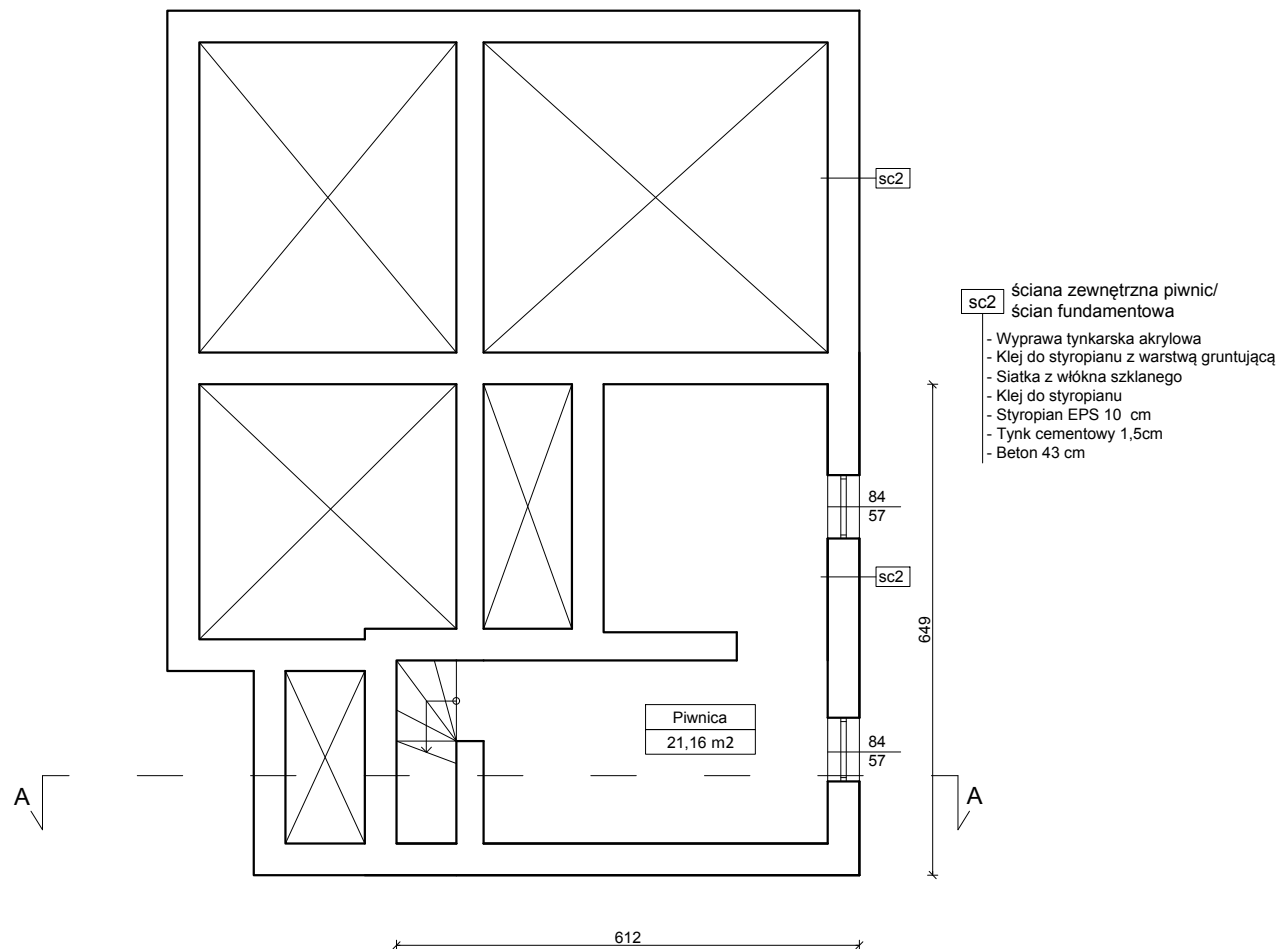 sc2
sc2 ściana zewnętrzna piwnic/
ścian fundamentowa
- Wyprawa tynkarska akrylowa
- Klej do styropianu z warstwą gruntującą
- Siatka z włókna szklanego
- Klej do styropianu
- Styropian EPS 10 cm
- Tynk cementowy 1,5cm
- Beton 43 cm
84
57
sc2
649
Piwnica
21,16 m2
84
57
A
A
612